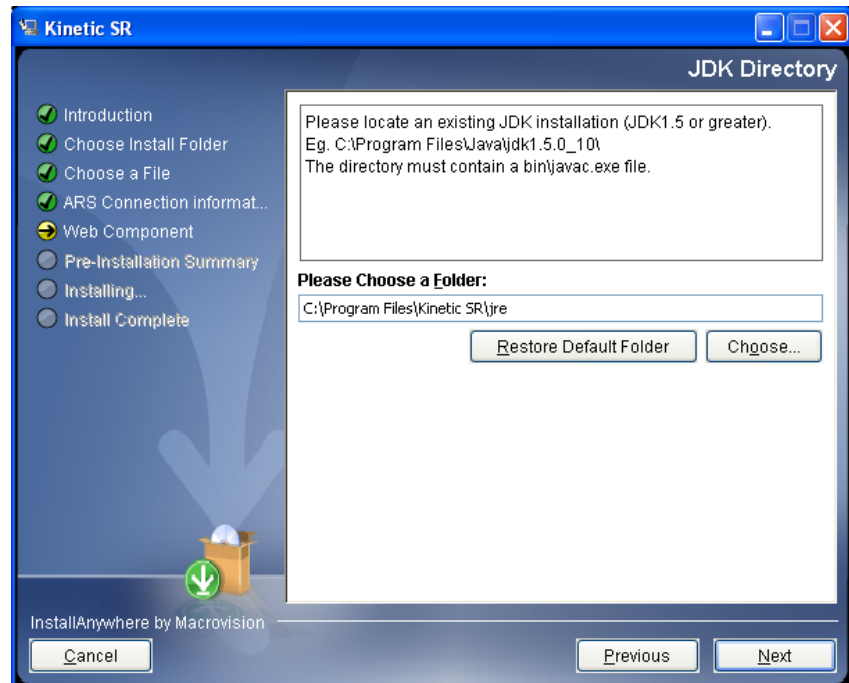 Kinetic SR
JDK Directory
Introduction
Choose Install Folder
Choose a File
ARS Connection informat...
Web Component
Pre-Installation Summary
Installing...
Install Complete
Please locate an existing JDK installation (JDK1.5 or greater).
Eg. C:\Program Files\Java\jdk1.5.0_10\
The directory must contain a bin\javac.exe file.
Please Choose a Folder:
C:\Program Files\Kinetic SR\jre
Restore Default Folder
Choose...
InstallAnywhere by Macrovision
Cancel
Previous
Next